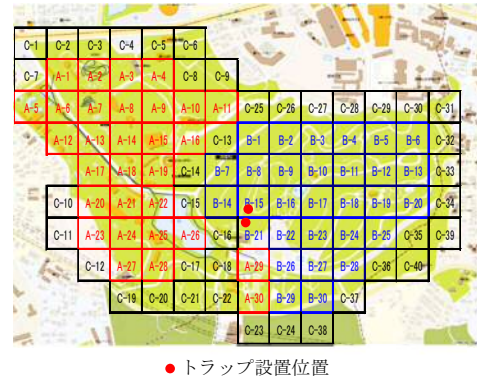 C-1 C-2 C-3 C-4 C-5 C-6
C-7 A-1 A-2 A-3 A-4 C-8 C-9
A-5 A-6 A-7 A-8 A-9 A-10 A-11 C-25 C-26 C-27 C-28 C-29 C-30 C-31
A-12 A-13 A-14 A-15 A-16 C-13 B-1 B-2 B-3 B-4 B-5 B-6 C-32
A-17 A-18 A-19 C-14 B-7 B-8 B-9 B-10 B-11 B-12 B-13 C-33
C-10 A-20 A-21 A-22 C-15 B-14 B-15 B-16 B-17 B-18 B-19 B-20 C-34
C-11 A-23 A-24 A-25 A-26 C-16 B-21 B-22 B-23 B-24 B-25 C-35 C-39
C-12 A-27 A-28 C-17 C-18 A-29 B-26 B-27 B-28 C-36 C-40
C-19 C-20 C-21 C-22 A-30 B-29 B-30 C-37
C-23 C-24 C-38
トラップ設置位置